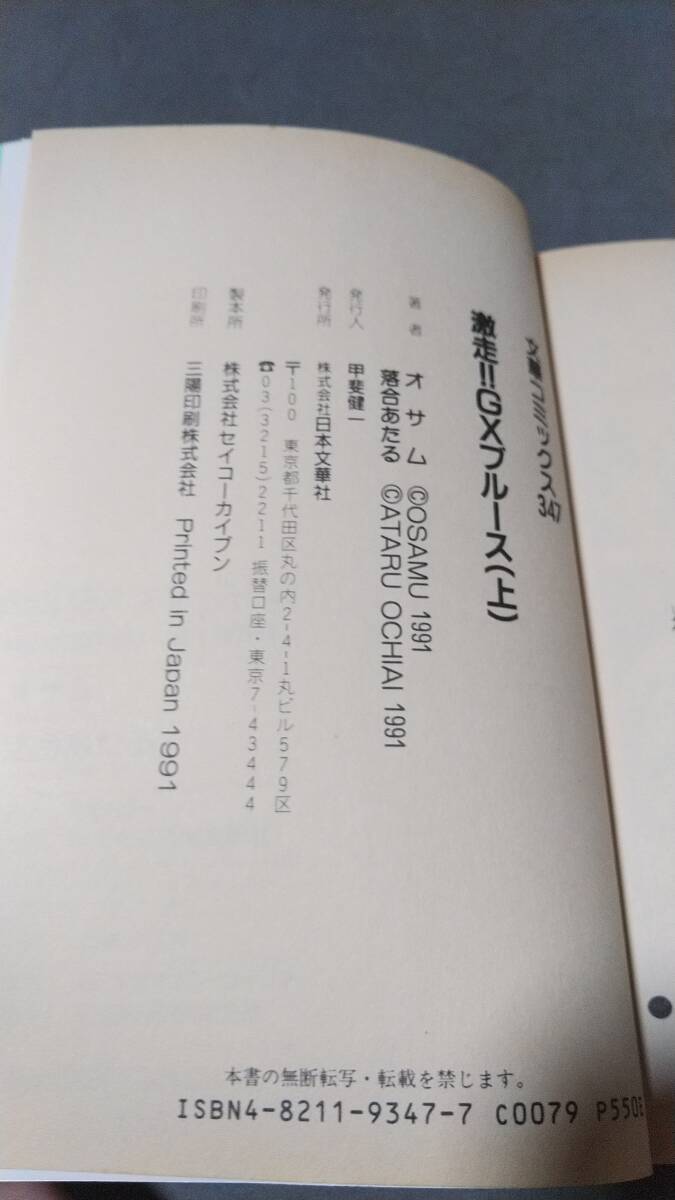 文華コミックス347
激走!!GXブルース(上)
著者 オサム ©OSAMU 1991
落合あたる ©ATARU OCHIAI 1991
発行人 甲斐健一
発行所 株式会社日本文華社
〒100 東京都千代田区丸の内2-4-1丸ビル579区
☎03(3215)2211 振替口座・東京7-43444
製本所 株式会社セイコーカイブン
印刷所 三陽印刷株式会社 Printed in Japan 1991
本書の無断転写・転載を禁じます。
ISBN4-8211-9347-7 C0079 P550E